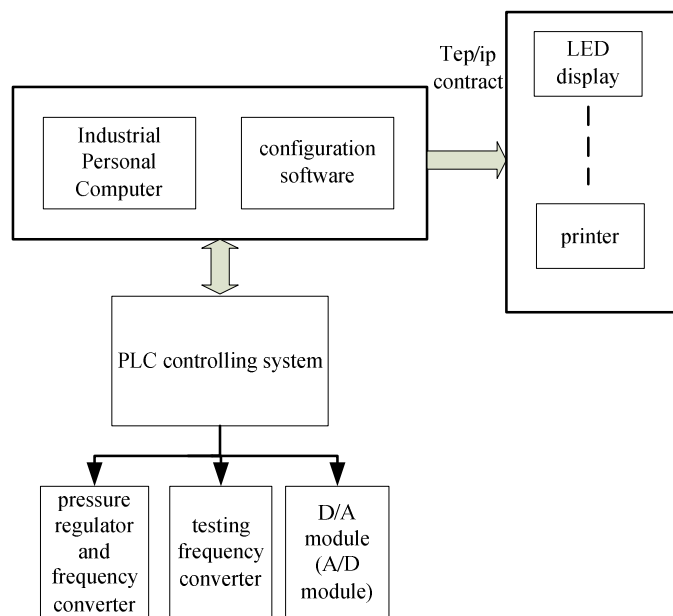 Tep/ip
contract
LED
display
printer
Industrial
Personal
Computer
configuration
software
PLC controlling system
pressure
regulator
and
frequency
converter
testing
frequency
converter
D/A
module
(A/D
module)